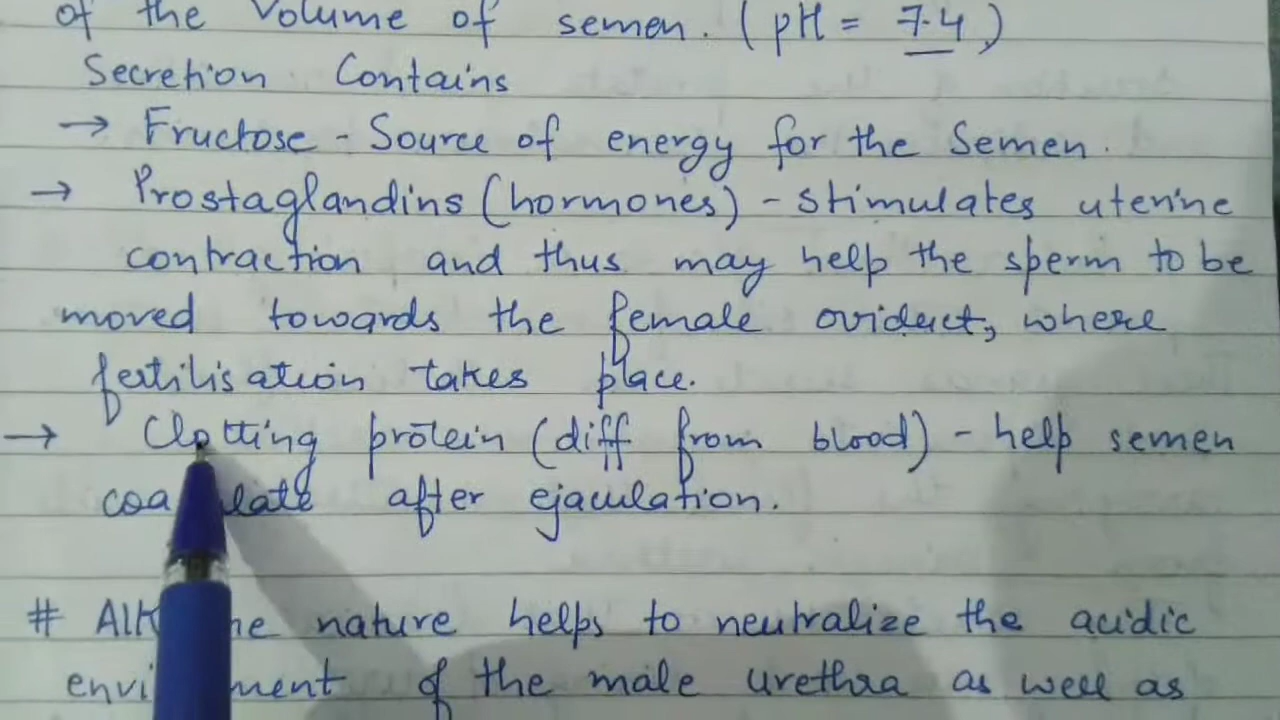 of the volume of semen. (pH = 7.4)
Secretion Contains
→ Fructose - Source of energy for the Semen.
→ Prostaglandins (hormones) - stimulates uterine
contraction and thus may help the sperm to be
moved towards the female oviduct, where
fertilisation takes place.
→ Clotting protein (diff from blood) - help semen
after ejaculation.
# nature helps to neutralize the acidic
of the male urethra as well as